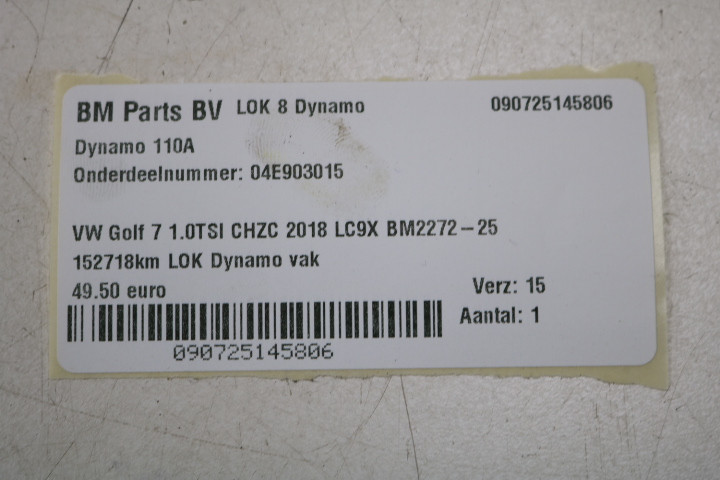 BM Parts BV LOK 8 Dynamo 090725145806
Dynamo 110A
Onderdeelnummer: 04E903015
VW Golf 7 1.0TSI CHZC 2018 LC9X BM2272-25
152718km LOK Dynamo vak
49.50 euro Verz: 15
Aantal: 1
090725145806